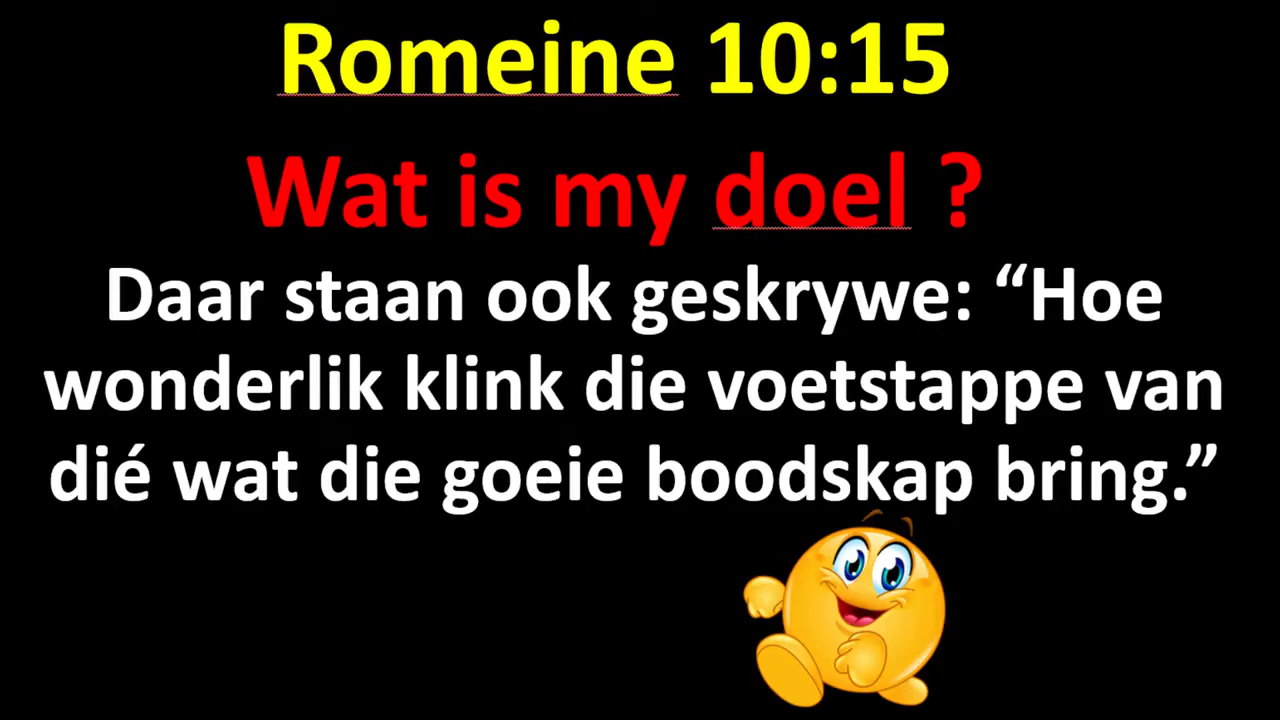 Romeine 10:15
Wat is my doel ?
Daar staan ook geskrywe: “Hoe
wonderlik klink die voetstappe van
dié wat die goeie boodskap bring.”